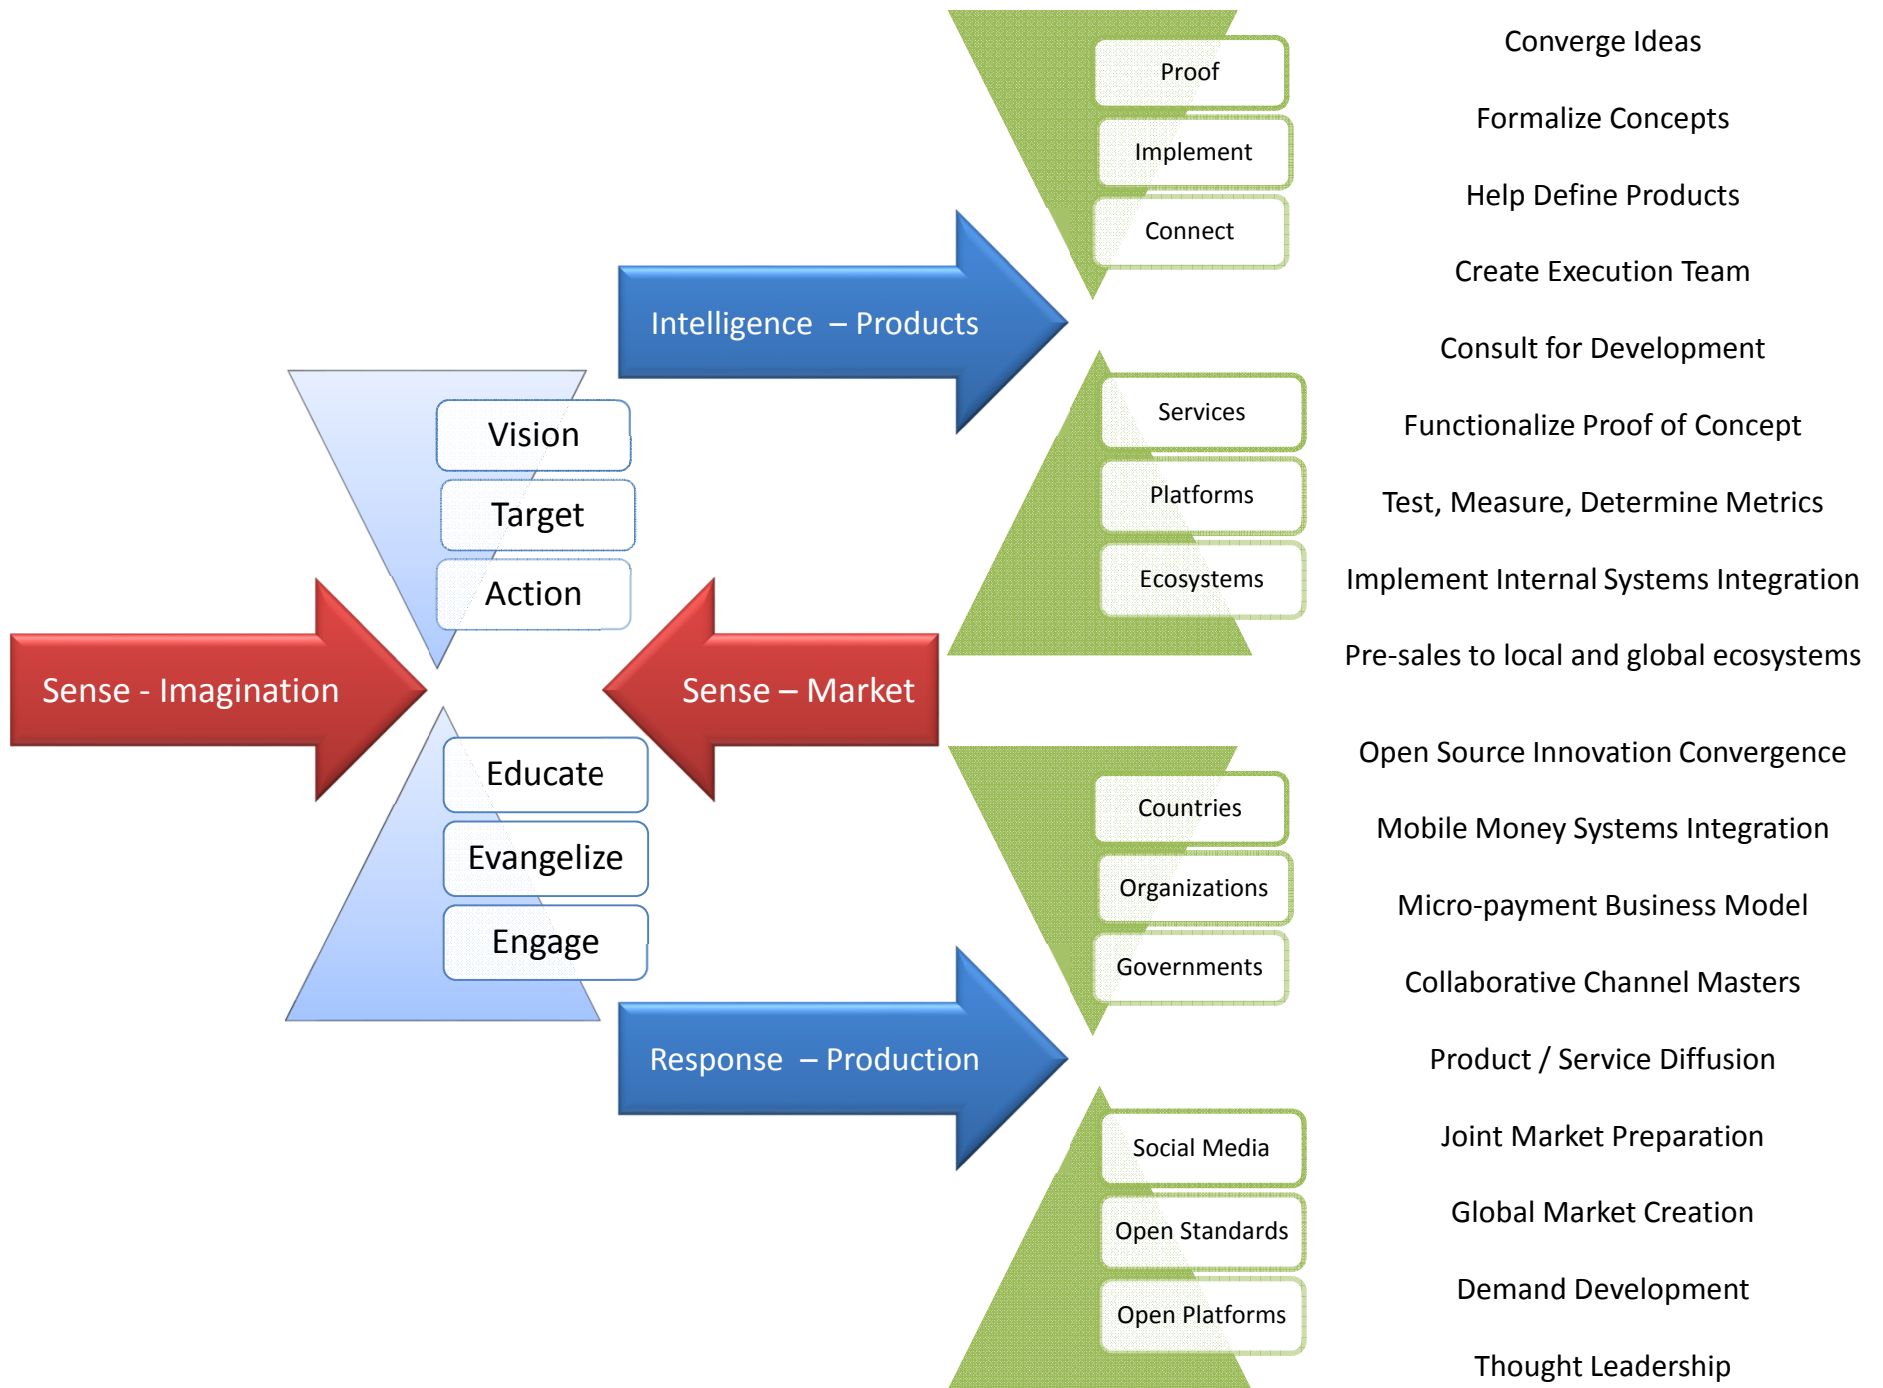 Sense - Imagination
Vision
Target
Action
Educate
Evangelize
Engage
Sense – Market
Intelligence – Products
Response – Production
Proof
Implement
Connect
Services
Platforms
Ecosystems
Countries
Organizations
Governments
Social Media
Open Standards
Open Platforms
Converge Ideas
Formalize Concepts
Help Define Products
Create Execution Team
Consult for Development
Functionalize Proof of Concept
Test, Measure, Determine Metrics
Implement Internal Systems Integration
Pre-sales to local and global ecosystems
Open Source Innovation Convergence
Mobile Money Systems Integration
Micro-payment Business Model
Collaborative Channel Masters
Product / Service Diffusion
Joint Market Preparation
Global Market Creation
Demand Development
Thought Leadership